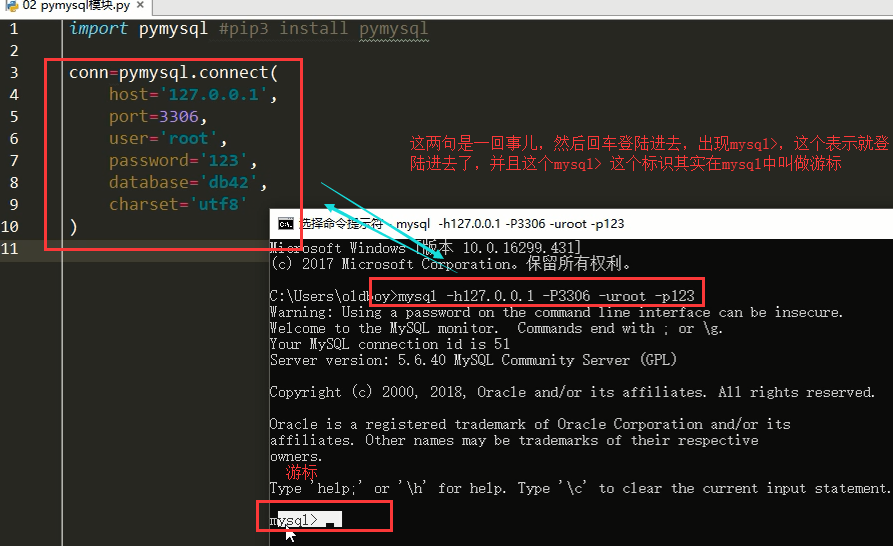 02 pymysql模块.py ×
1 import pymysql #pip3 install pymysql
2
3 conn=pymysql.connect(
4 host='127.0.0.1',
5 port=3306,
6 user='root',
7 password='123',
8 database='db42',
9 charset='utf8'
10 )
11
这两句是一回事儿，然后回车登陆进去，出现mysql>，这个表示就登
陆进去了，并且这个mysql> 这个标识其实在mysql中叫做游标
选择命令提示符 - mysql -h127.0.0.1 -P3306 -uroot -p123
Microsoft Windows [版本 10.0.16299.431]
(c) 2017 Microsoft Corporation。保留所有权利。
C:\Users\oldboy>mysql -h127.0.0.1 -P3306 -uroot -p123
Warning: Using a password on the command line interface can be insecure.
Welcome to the MySQL monitor.  Commands end with ; or \g.
Your MySQL connection id is 51
Server version: 5.6.40 MySQL Community Server (GPL)
Copyright (c) 2000, 2018, Oracle and/or its affiliates. All rights reserved.
Oracle is a registered trademark of Oracle Corporation and/or its
affiliates. Other names may be trademarks of their respective
owners.
游标
Type 'help;' or '\h' for help. Type '\c' to clear the current input statement.
mysql> _